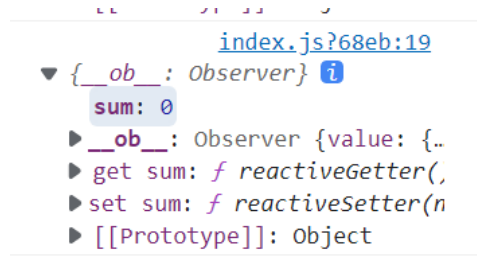 index.js?68eb:19
▼ {__ob__: Observer} i
sum: 0
▶ __ob__: Observer {value: {…
▶ get sum: ƒ reactiveGetter(
▶ set sum: ƒ reactiveSetter(n
▶ [[Prototype]]: Object